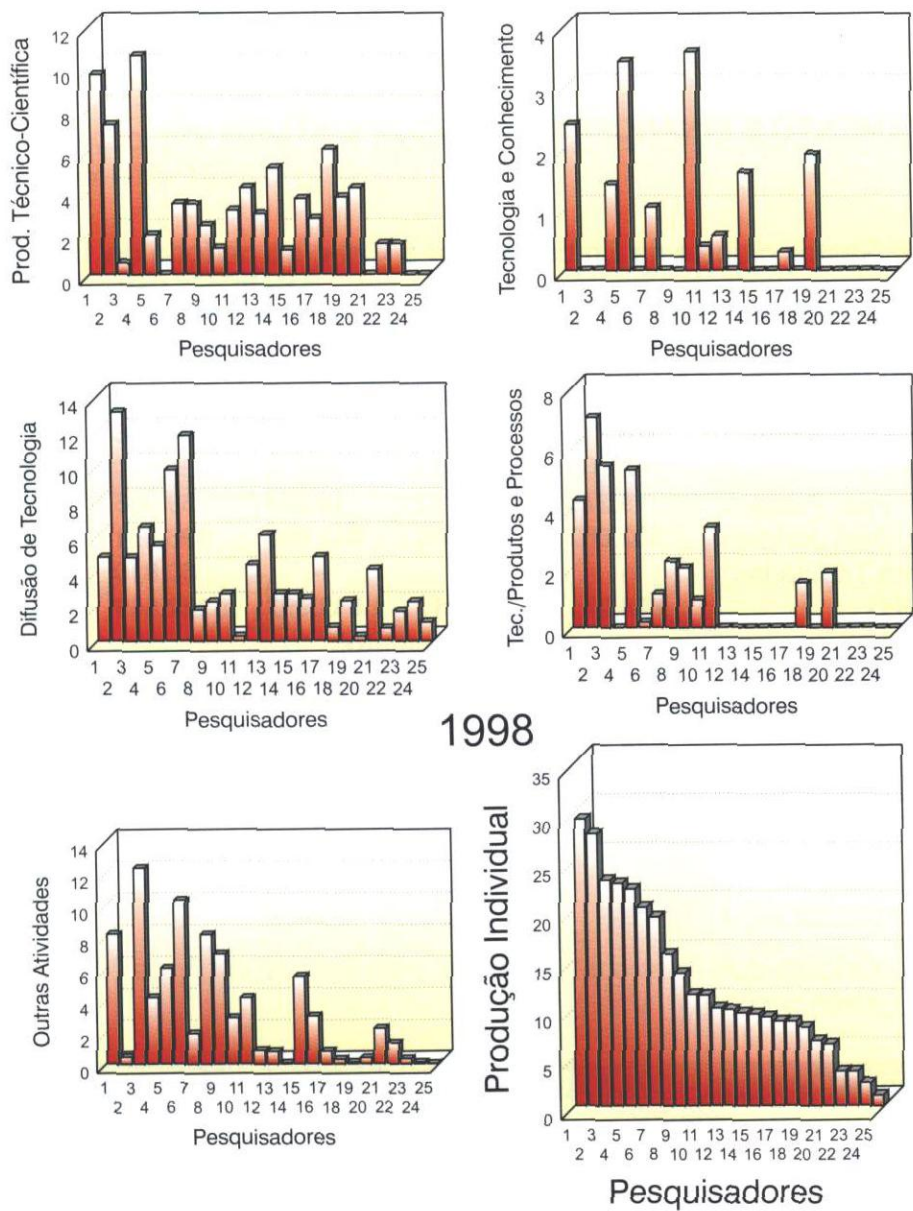 Prod. Técnico-Científica
12
10
8
6
4
2
0
1 3 5 7 9 11 13 15 17 19 21 23 25
2 4 6 8 10 12 14 16 18 20 22 24
Pesquisadores
Tecnologia e Conhecimento
4
3
2
1
0
1 3 5 7 9 11 13 15 17 19 21 23 25
2 4 6 8 10 12 14 16 18 20 22 24
Pesquisadores
Difusão de Tecnologia
14
12
10
8
6
4
2
0
1 3 5 7 9 11 13 15 17 19 21 23 25
2 4 6 8 10 12 14 16 18 20 22 24
Pesquisadores
Tec./Produtos e Processos
8
6
4
2
0
1 3 5 7 9 11 13 15 17 19 21 23 25
2 4 6 8 10 12 14 16 18 20 22 24
Pesquisadores
1998
Outras Atividades
14
12
10
8
6
4
2
0
1 3 5 7 9 11 13 15 17 19 21 23 25
2 4 6 8 10 12 14 16 18 20 22 24
Pesquisadores
Produção Individual
35
30
25
20
15
10
5
0
1 3 5 7 9 11 13 15 17 19 21 23 25
2 4 6 8 10 12 14 16 18 20 22 24
Pesquisadores